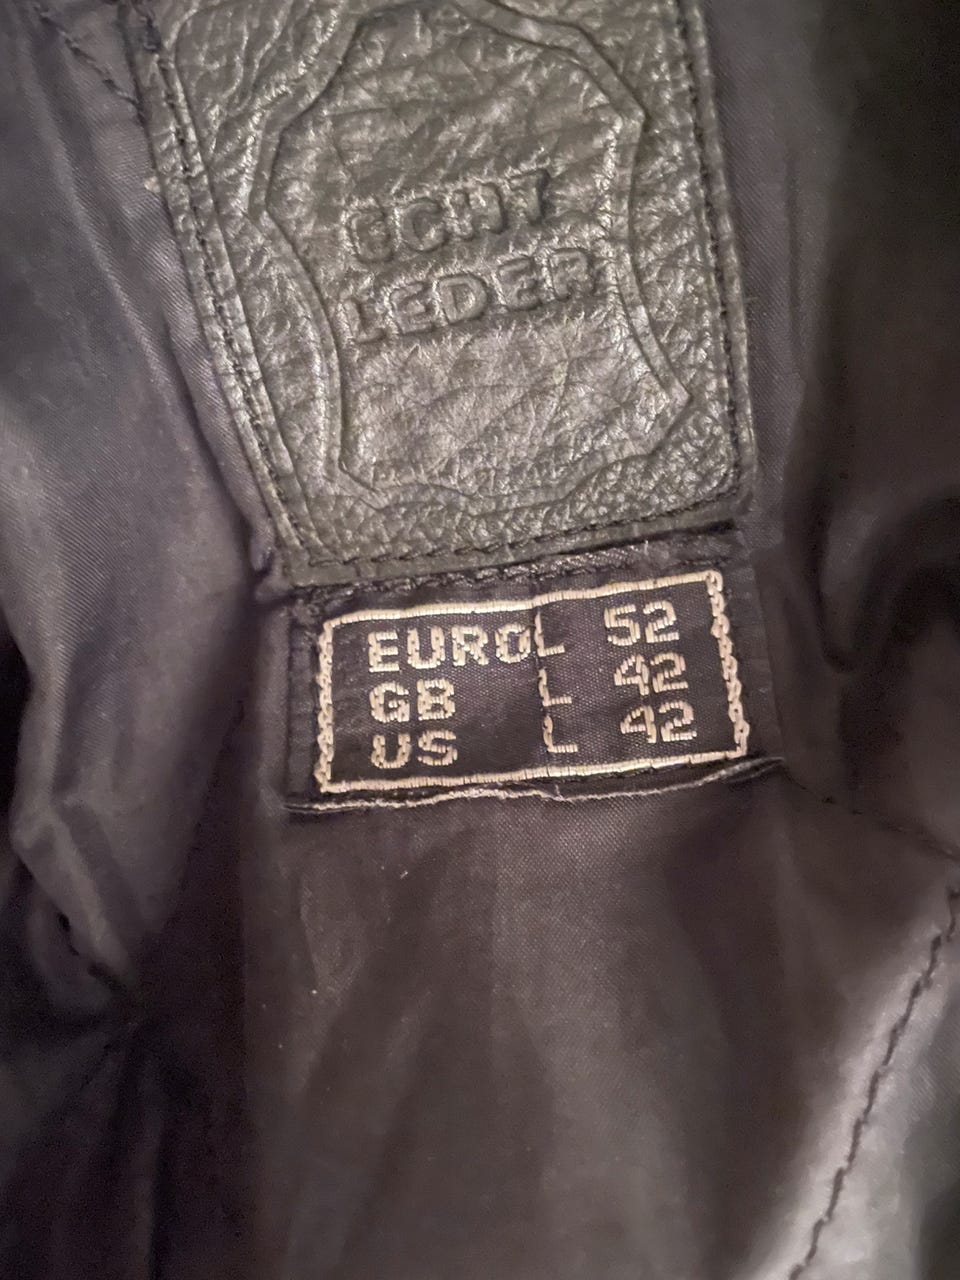 ECHT
LEDER
EURO L 52
GB L 42
US L 42